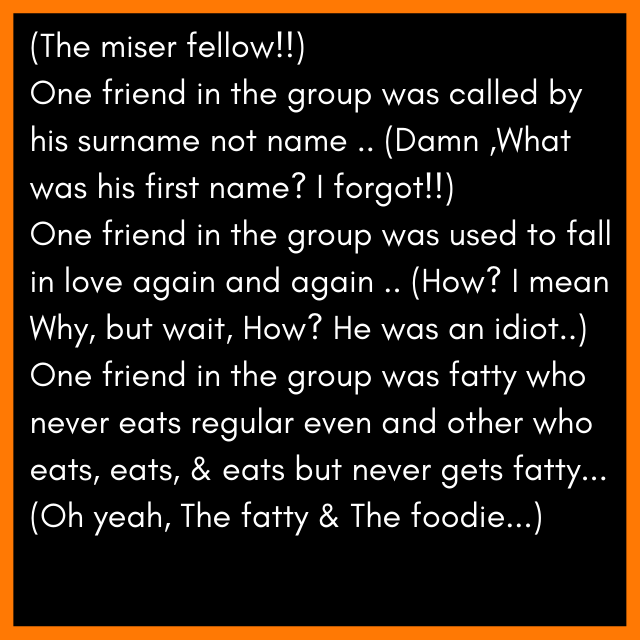 (The miser fellow!!)
One friend in the group was called by
his surname not name .. (Damn ,What
was his first name? I forgot!!)
One friend in the group was used to fall
in love again and again .. (How? I mean
Why, but wait, How? He was an idiot..)
One friend in the group was fatty who
never eats regular even and other who
eats, eats, & eats but never gets fatty...
(Oh yeah, The fatty & The foodie...)